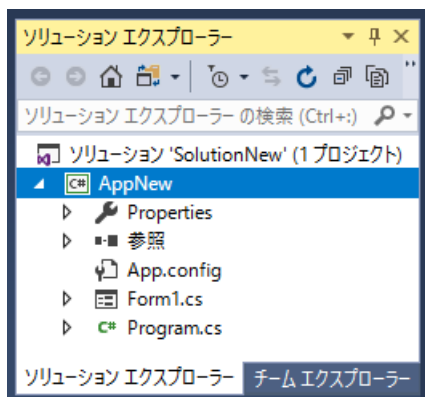 ソリューション エクスプローラー
ソリューション エクスプローラー の検索 (Ctrl+:)
ソリューション 'SolutionNew' (1 プロジェクト)
C# AppNew
Properties
参照
App.config
Form1.cs
C# Program.cs
ソリューション エクスプローラー チーム エクスプローラー